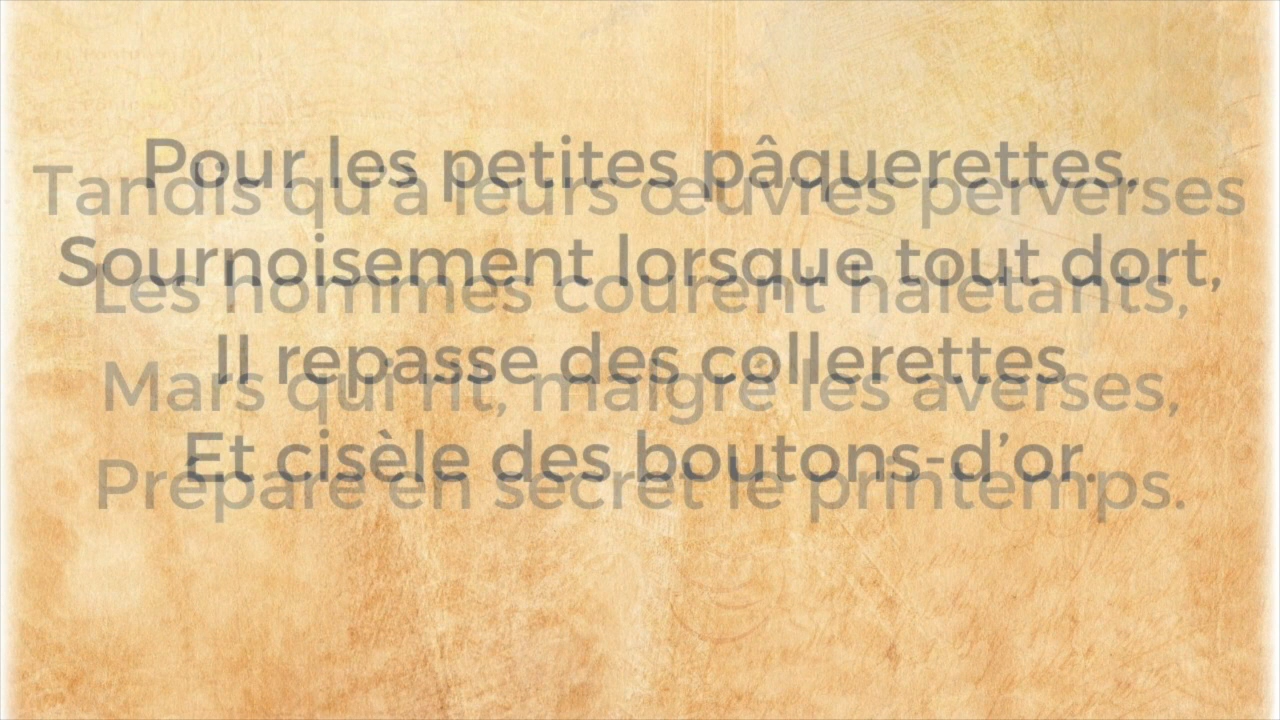 Pour les petites pâquerettes,
Tandis qu'à leurs œuvres perverses
Sournoisement lorsque tout dort,
Les hommes courent haletants,
Il repasse des collerettes
Mars qui rit, malgré les averses,
Et cisèle des boutons-d’or.
Prépare en secret le printemps.